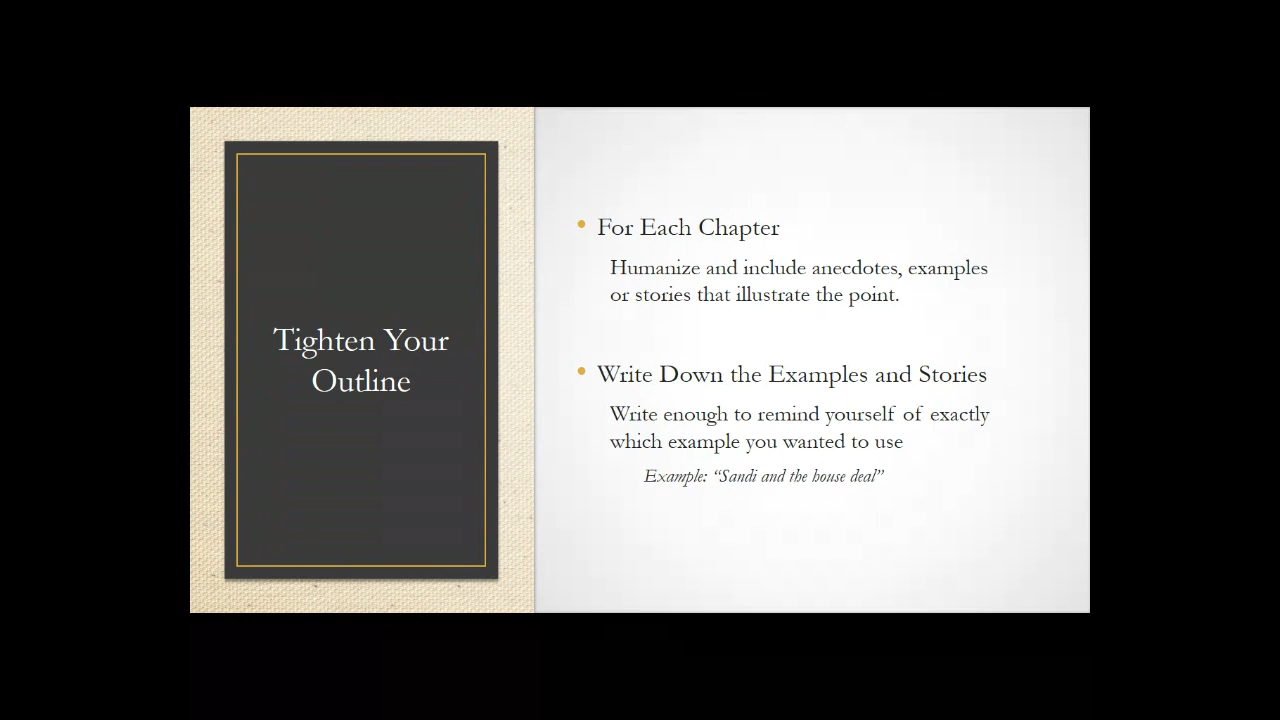 Tighten Your
Outline
• For Each Chapter
Humanize and include anecdotes, examples
or stories that illustrate the point.
• Write Down the Examples and Stories
Write enough to remind yourself of exactly
which example you wanted to use
Example: “Sandi and the house deal”